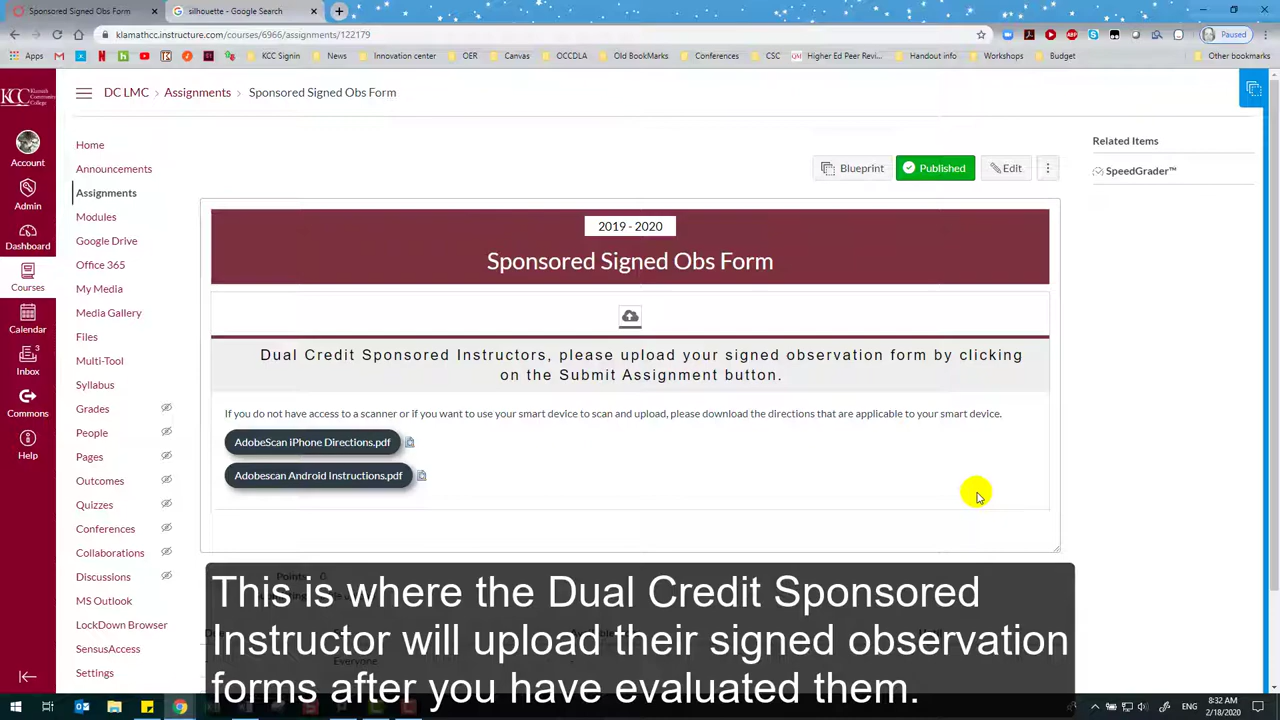 Sponsored Signed Obs Form
silhouette - Google Search
klamathcc.instructure.com/courses/6966/assignments/122179
Paused
Apps
KCC Signin
News
Innovation center
OER
Canvas
OCCDLA
Old BookMarks
Conferences
CSC
Higher Ed Peer Revi...
Handout info
Workshops
Budget
Other bookmarks
KCC Klamath Community College
DC LMC > Assignments > Sponsored Signed Obs Form
Account
Admin
Dashboard
Courses
Calendar
3
Inbox
Commons
Help
Home
Announcements
Assignments
Modules
Google Drive
Office 365
My Media
Media Gallery
Files
Multi-Tool
Syllabus
Grades
People
Pages
Outcomes
Quizzes
Conferences
Collaborations
Discussions
MS Outlook
LockDown Browser
SensusAccess
Settings
Blueprint
Published
Edit
Related Items
SpeedGrader™
2019 - 2020
Sponsored Signed Obs Form
Dual Credit Sponsored Instructors, please upload your signed observation form by clicking
on the Submit Assignment button.
If you do not have access to a scanner or if you want to use your smart device to scan and upload, please download the directions that are applicable to your smart device.
AdobeScan iPhone Directions.pdf
Adobescan Android Instructions.pdf
Points 0
This is where the Dual Credit Sponsored
Instructor will upload their signed observation
Everyone
forms after you have evaluated them.
8:32 AM
2/18/2020